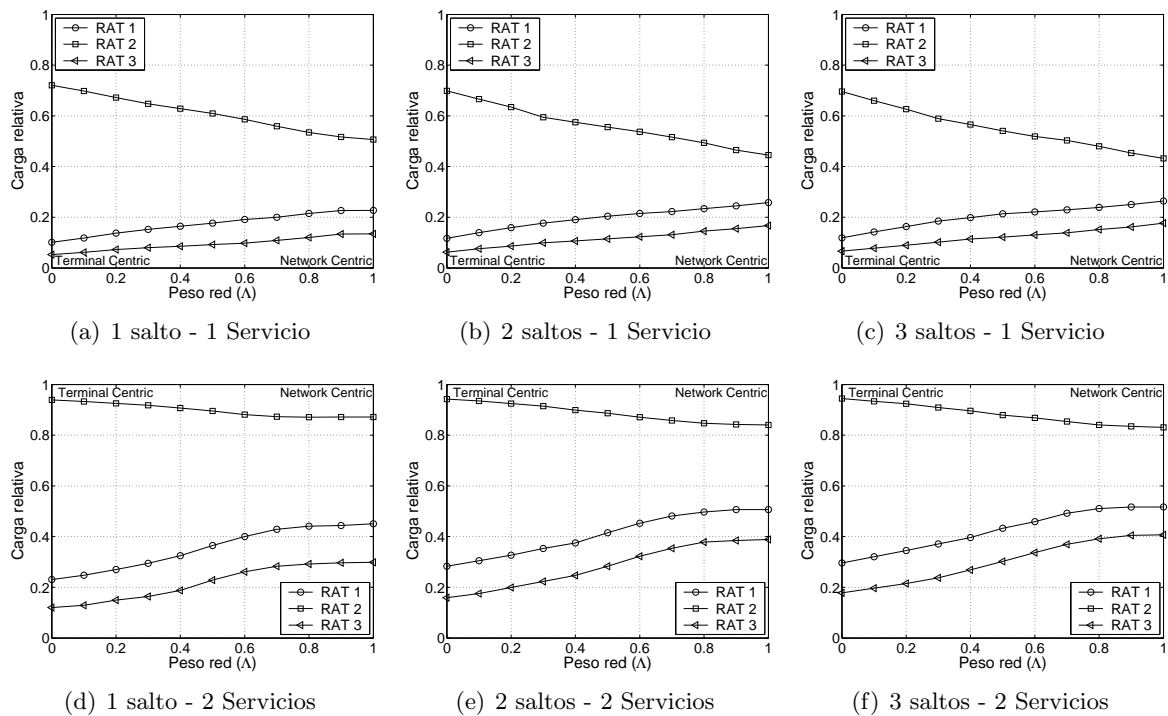 1
0.8
0.6
0.4
0.2
0
Carga relativa
RAT 1
RAT 2
RAT 3
Terminal Centric
Network Centric
0 0.2 0.4 0.6 0.8 1
Peso red (Λ)
(a) 1 salto - 1 Servicio
1
0.8
0.6
0.4
0.2
0
Carga relativa
RAT 1
RAT 2
RAT 3
Terminal Centric
Network Centric
0 0.2 0.4 0.6 0.8 1
Peso red (Λ)
(b) 2 saltos - 1 Servicio
1
0.8
0.6
0.4
0.2
0
Carga relativa
RAT 1
RAT 2
RAT 3
Terminal Centric
Network Centric
0 0.2 0.4 0.6 0.8 1
Peso red (Λ)
(c) 3 saltos - 1 Servicio
1
0.8
0.6
0.4
0.2
0
Carga relativa
Terminal Centric
Network Centric
RAT 1
RAT 2
RAT 3
0 0.2 0.4 0.6 0.8 1
Peso red (Λ)
(d) 1 salto - 2 Servicios
1
0.8
0.6
0.4
0.2
0
Carga relativa
Terminal Centric
Network Centric
RAT 1
RAT 2
RAT 3
0 0.2 0.4 0.6 0.8 1
Peso red (Λ)
(e) 2 saltos - 2 Servicios
1
0.8
0.6
0.4
0.2
0
Carga relativa
Terminal Centric
Network Centric
RAT 1
RAT 2
RAT 3
0 0.2 0.4 0.6 0.8 1
Peso red (Λ)
(f) 3 saltos - 2 Servicios